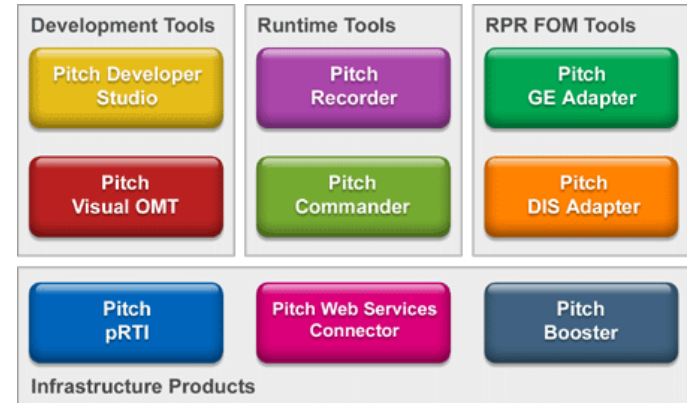 Development Tools
Pitch Developer
Studio
Pitch
Visual OMT
Runtime Tools
Pitch
Recorder
Pitch
Commander
RPR FOM Tools
Pitch
GE Adapter
Pitch
DIS Adapter
Pitch
pRTI
Pitch Web Services
Connector
Pitch
Booster
Infrastructure Products